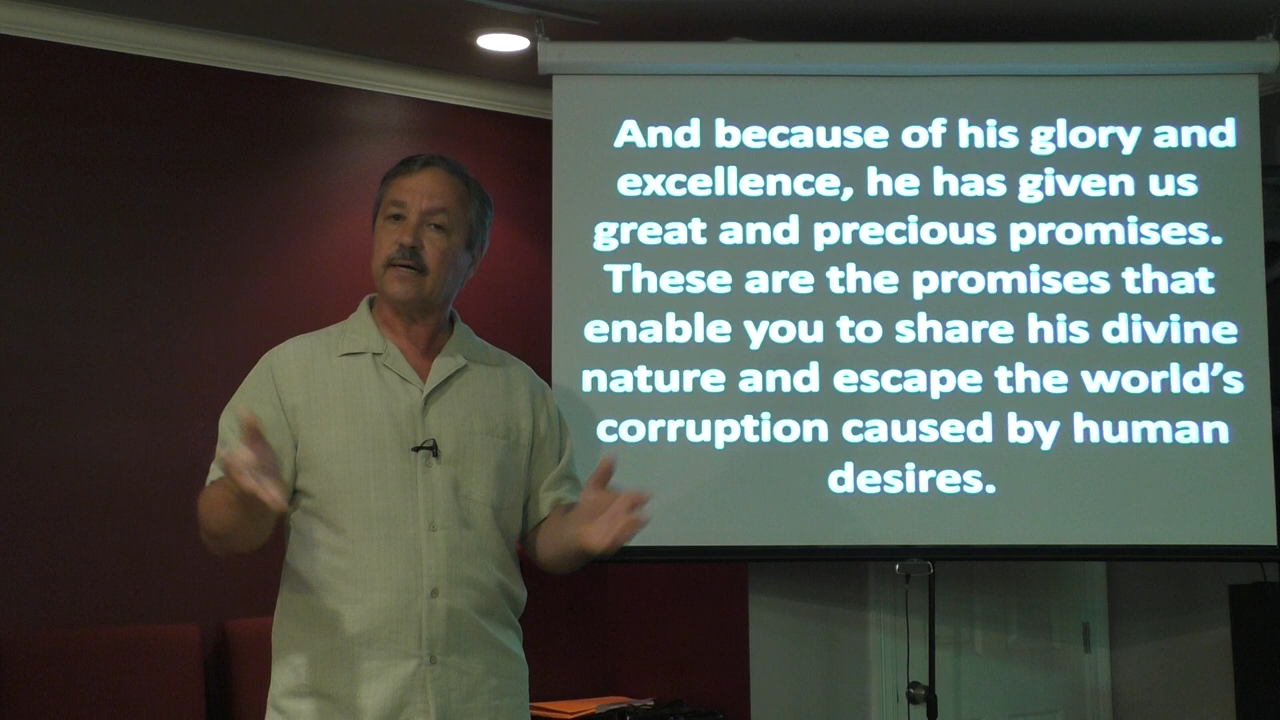 And because of his glory and
excellence, he has given us
great and precious promises.
These are the promises that
enable you to share his divine
nature and escape the world’s
corruption caused by human
desires.